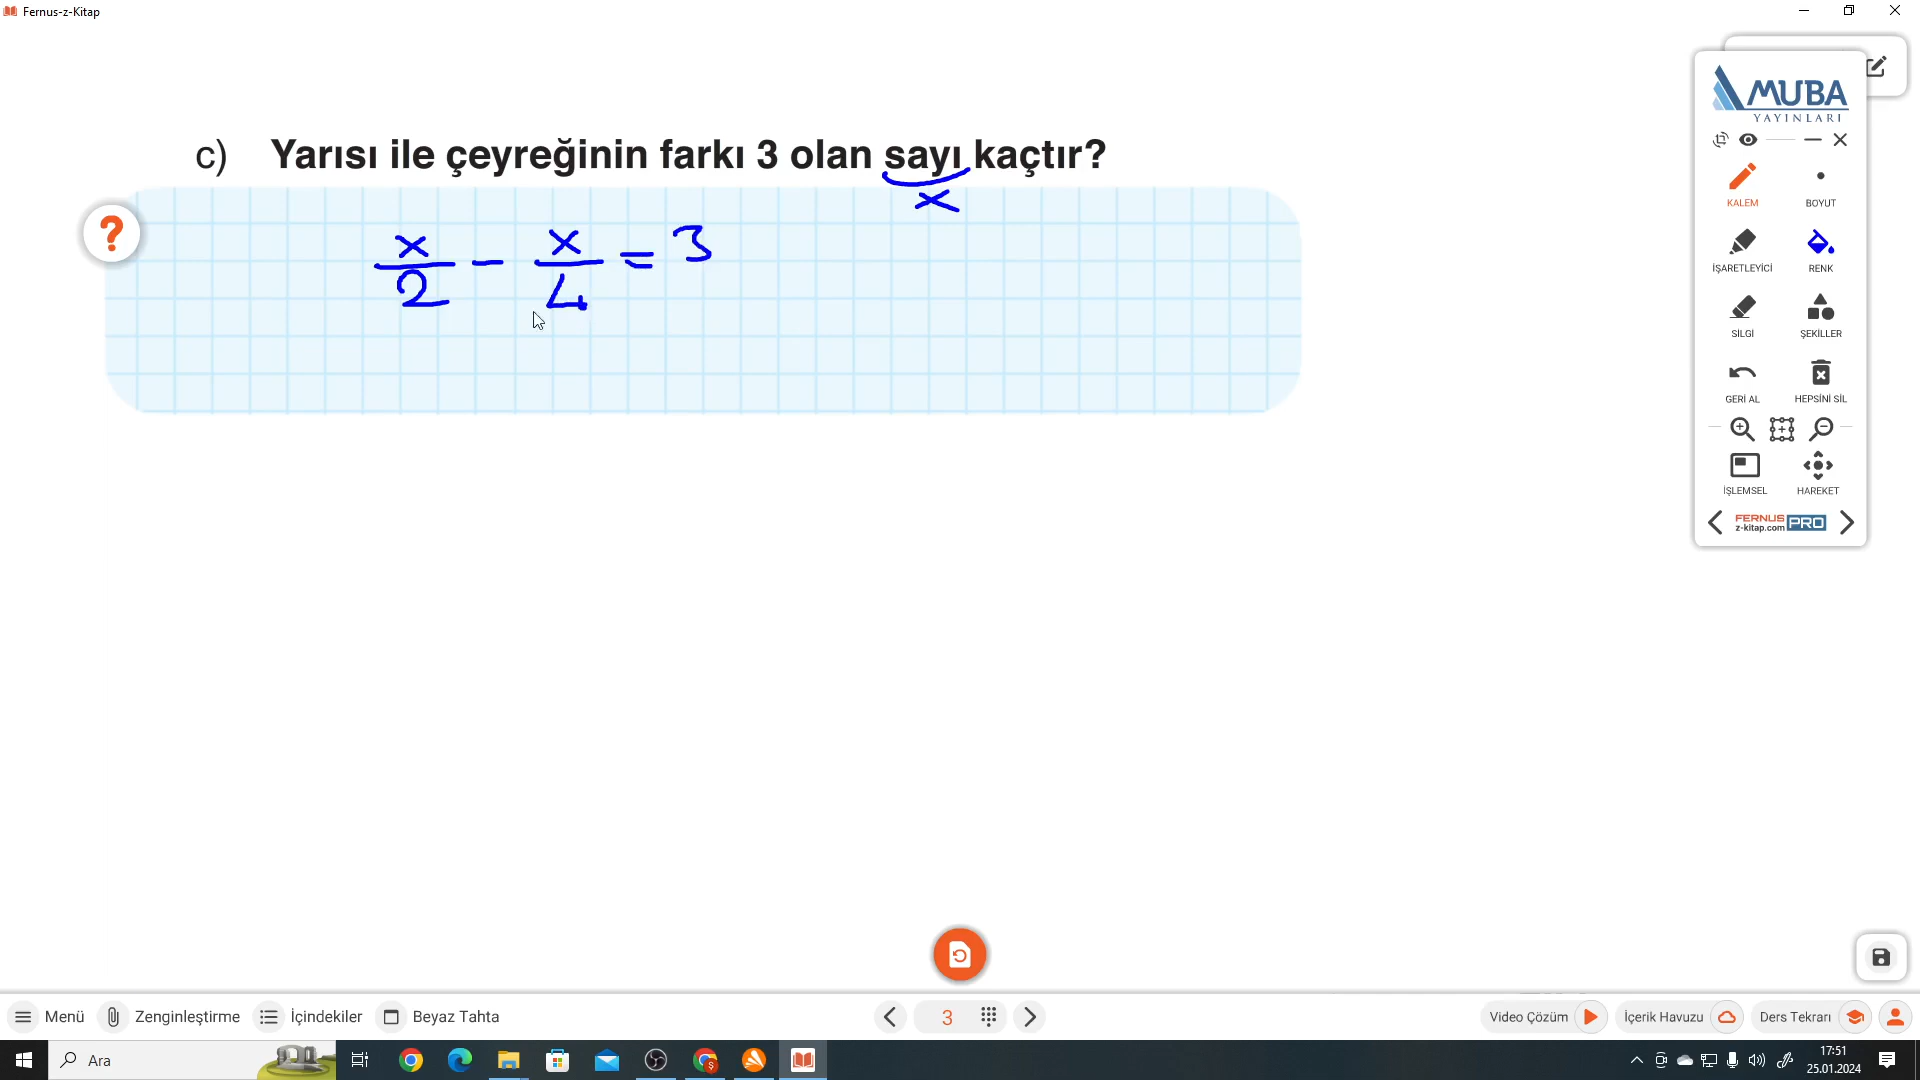 Fernus-z-Kitap
MUBA
YAYINLARI
c) Yarısı ile çeyreğinin farkı 3 olan sayı kaçtır?
x
?
x/2 - x/4 = 3
KALEM BOYUT
İŞARETLEYİCİ RENK
SİLGİ ŞEKİLLER
GERİ AL HEPSİNİ SİL
İŞLEMSEL HAREKET
FERNUS
z-kitap.com PRO
Menü Zenginleştirme İçindekiler Beyaz Tahta 3 Video Çözüm İçerik Havuzu Ders Tekrarı
Ara
17:51
25.01.2024